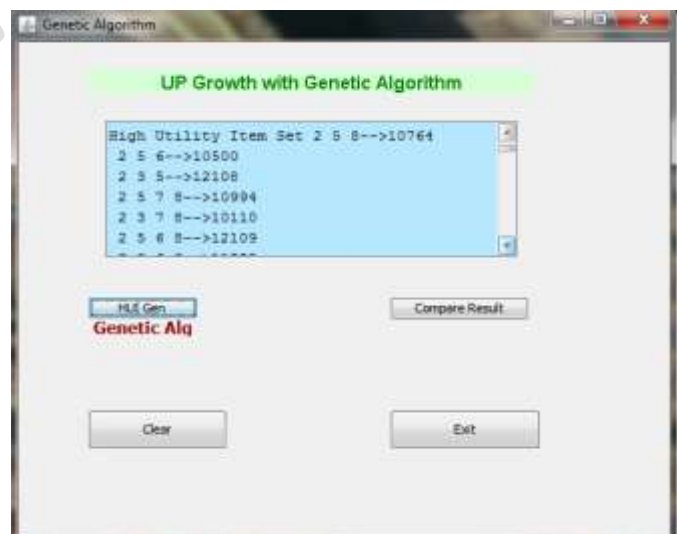 Genetic Algorithm
UP Growth with Genetic Algorithm
High Utility Item Set 2 5 8-->10764
2 5 6-->10500
2 3 5-->12108
2 5 7 8-->10994
2 3 7 8-->10110
2 5 6 8-->12109
Gen
Compare Result
Genetic Alg
Clear
Exit